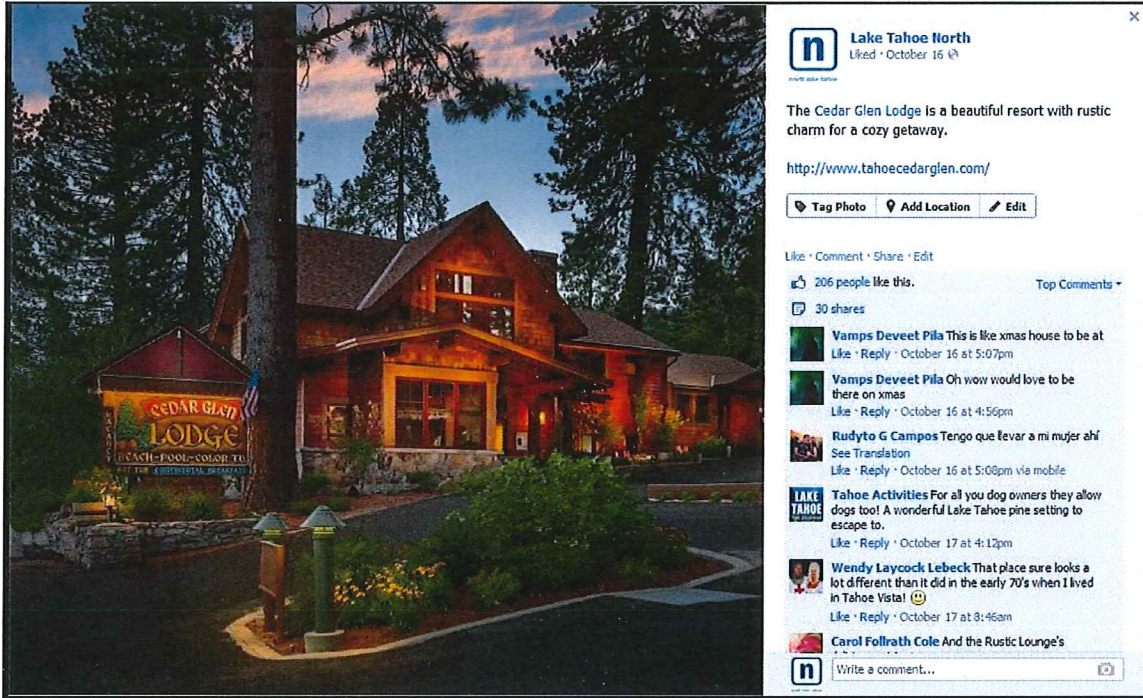 CEDAR GLEN
LODGE
BEACH-POOL-COLOR TV
HOT TUB CONTINENTAL BREAKFAST
n
north lake tahoe
Lake Tahoe North
Liked · October 16
The Cedar Glen Lodge is a beautiful resort with rustic
charm for a cozy getaway.
http://www.tahoecedarglen.com/
Tag Photo Add Location Edit
Like · Comment · Share · Edit
206 people like this. Top Comments
30 shares
Vamps Deveet Pila This is like xmas house to be at
Like · Reply · October 16 at 5:07pm
Vamps Deveet Pila Oh wow would love to be
there on xmas
Like · Reply · October 16 at 4:56pm
Rudyto G Campos Tengo que llevar a mi mujer ahí
See Translation
Like · Reply · October 16 at 5:08pm via mobile
LAKE
TAHOE
Tahoe Activities For all you dog owners they allow
dogs too! A wonderful Lake Tahoe pine setting to
escape to.
Like · Reply · October 17 at 4:12pm
Wendy Laycock Lebeck That place sure looks a
lot different than it did in the early 70's when I lived
in Tahoe Vista!
Like · Reply · October 17 at 8:46am
Carol Follrath Cole And the Rustic Lounge's
n
Write a comment...